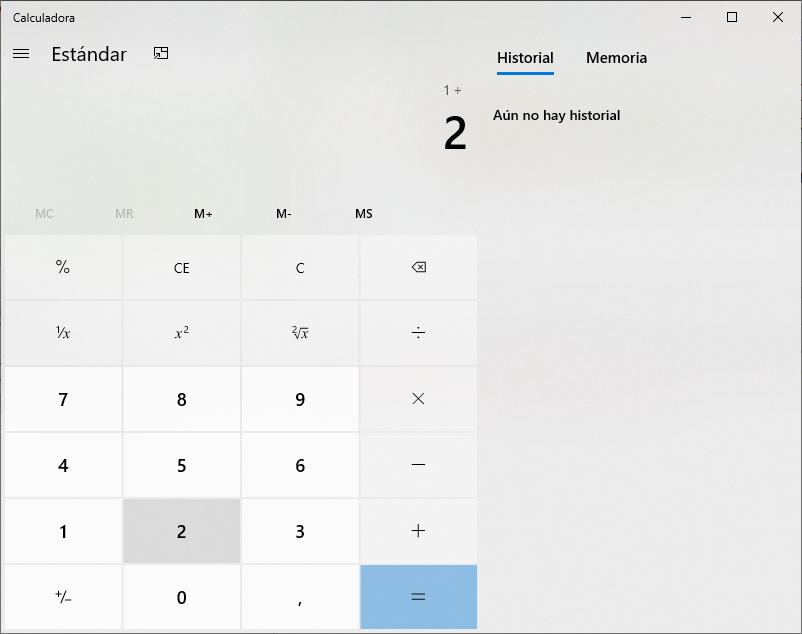 Calculadora
Estándar
Historial Memoria
1 +
2
Aún no hay historial
MC MR M+ M- MS
% CE C
⅟x x² ²√x ÷
7 8 9 ×
4 5 6 −
1 2 3 +
+/− 0 , =